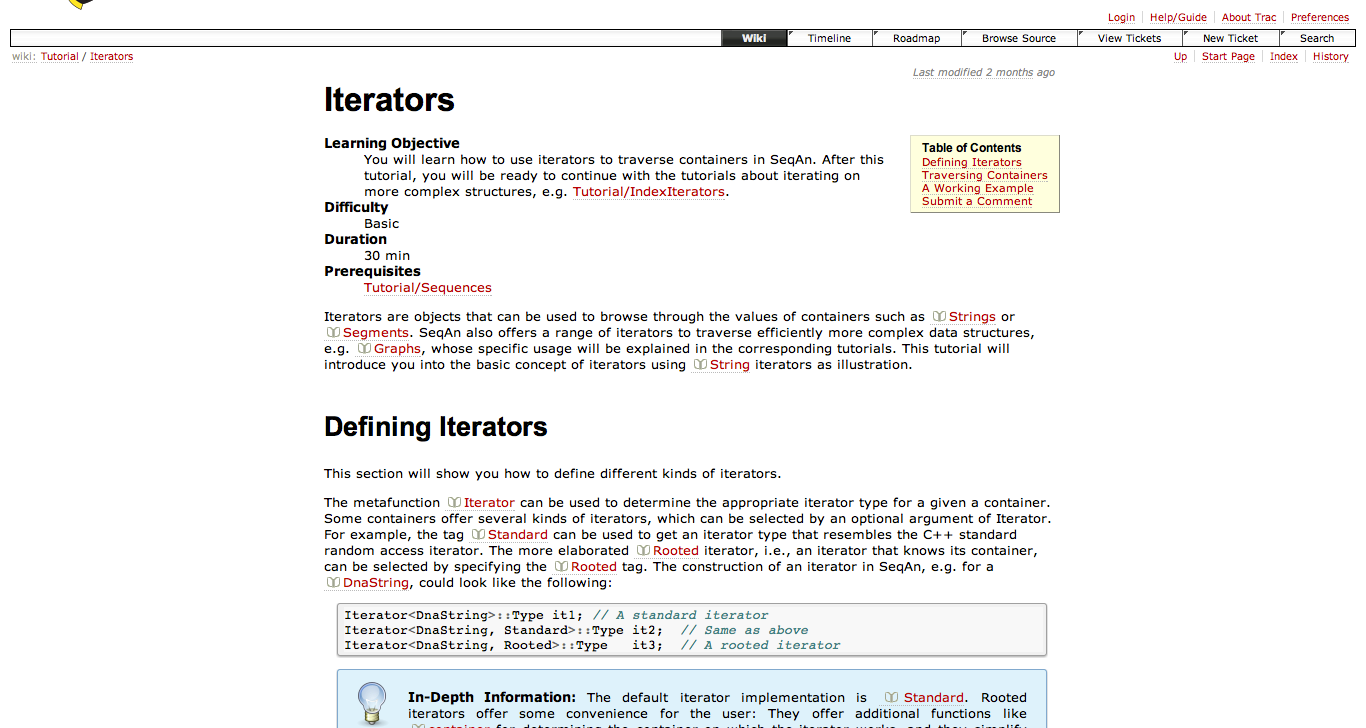 Login Help/Guide About Trac Preferences
Wiki Timeline Roadmap Browse Source View Tickets New Ticket Search
wiki: Tutorial / Iterators
Up Start Page Index History
Last modified 2 months ago
Iterators
Learning Objective
You will learn how to use iterators to traverse containers in SeqAn. After this
tutorial, you will be ready to continue with the tutorials about iterating on
more complex structures, e.g. Tutorial/IndexIterators.
Difficulty
Basic
Duration
30 min
Prerequisites
Tutorial/Sequences
Table of Contents
Defining Iterators
Traversing Containers
A Working Example
Submit a Comment
Iterators are objects that can be used to browse through the values of containers such as Strings or
Segments. SeqAn also offers a range of iterators to traverse efficiently more complex data structures,
e.g. Graphs, whose specific usage will be explained in the corresponding tutorials. This tutorial will
introduce you into the basic concept of iterators using String iterators as illustration.
Defining Iterators
This section will show you how to define different kinds of iterators.
The metafunction Iterator can be used to determine the appropriate iterator type for a given a container.
Some containers offer several kinds of iterators, which can be selected by an optional argument of Iterator.
For example, the tag Standard can be used to get an iterator type that resembles the C++ standard
random access iterator. The more elaborated Rooted iterator, i.e., an iterator that knows its container,
can be selected by specifying the Rooted tag. The construction of an iterator in SeqAn, e.g. for a
DnaString, could look like the following:
Iterator<DnaString>::Type it1; // A standard iterator
Iterator<DnaString, Standard>::Type it2; // Same as above
Iterator<DnaString, Rooted>::Type it3; // A rooted iterator
In-Depth Information: The default iterator implementation is Standard. Rooted
iterators offer some convenience for the user: They offer additional functions like
container for determining the container on which the iterator works, and they simplify